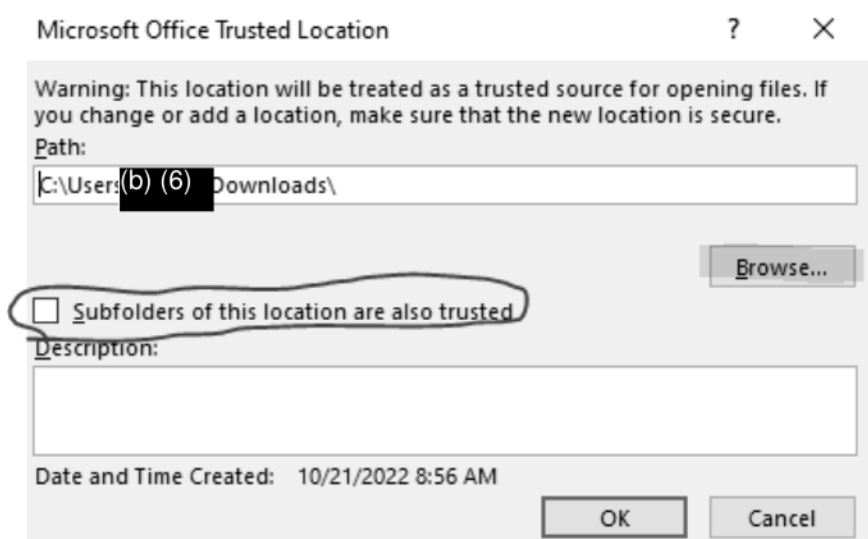 Microsoft Office Trusted Location ? ✕
Warning: This location will be treated as a trusted source for opening files. If
you change or add a location, make sure that the new location is secure.
Path:
C:\Users(b) (6) Downloads\
Browse...
Subfolders of this location are also trusted
Description:
Date and Time Created: 10/21/2022 8:56 AM
OK Cancel